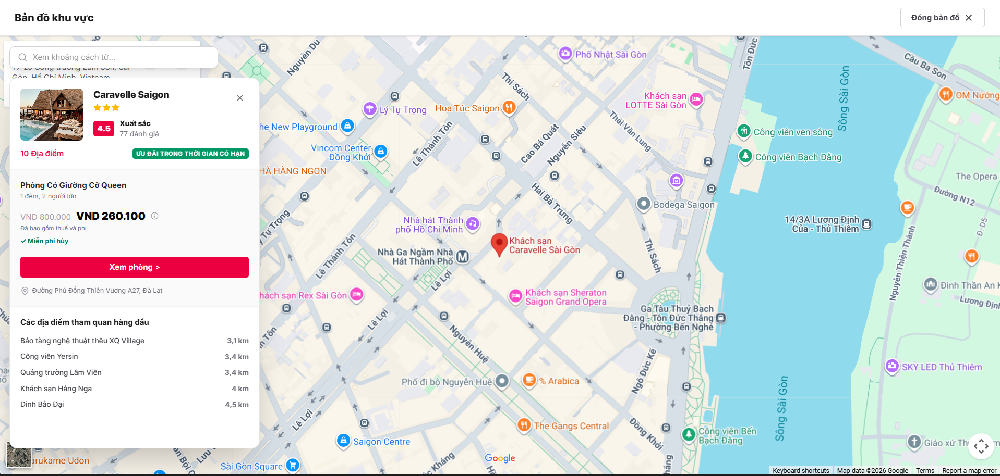 Bản đồ khu vực
Đóng bản đồ
Xem khoảng cách từ...
Gòn, Hồ Chí Minh, Vietnam
Caravelle Saigon
4.5
Xuất sắc
77 đánh giá
10 Địa điểm
ƯU ĐÃI TRONG THỜI GIAN CÓ HẠN
Phòng Có Giường Cỡ Queen
1 đêm, 2 người lớn
VND 800.000 VND 260.100
Đã bao gồm thuế và phí
Miễn phí hủy
Xem phòng >
Đường Phù Đổng Thiên Vương A27, Đà Lạt
Các địa điểm tham quan hàng đầu
Bảo tàng nghệ thuật thêu XQ Village 3,1 km
Công viên Yersin 3,4 km
Quảng trường Lâm Viên 3,4 km
Khách sạn Hằng Nga 4 km
Dinh Bảo Đại 4,5 km
Nguyễn Du
Phố Nhật Sài Gòn
Tôn Đức
Cầu Ba Son
Sông Sài Gòn
OM Nướng
Thi Sách
Khách sạn
LOTTE Sài Gòn
Lý Tự Trọng
Hoa Túc Saigon
The New Playground
Thái Văn Lung
Công viên ven sông
Công viên Bạch Đằng
Vincom Center
Đồng Khởi
Lê Thánh Tôn
Cao Bá Quát
Nguyễn Siêu
HÀ HÀNG NGON
The Opera
Đường N12
Hai Bà Trưng
Bodega Saigon
Nhà hát Thành
phố Hồ Chí Minh
14/3A Lương Định
Của - Thủ Thiêm
Đ. D5
Lý Tự Trọng
Khách sạn
Caravelle Sài Gòn
Nhà Ga Ngầm Nhà
Hát Thành Phố
Lê Thánh Tôn
Lê Lợi
Thi Sách
Nguyễn Thiện Thành
Đình Thần An K
Lương Định
Khách sạn Rex Sài Gòn
Khách sạn Sheraton
Saigon Grand Opera
Ga Tàu Thuỷ Bạch
Đằng - Tôn Đức Thắng
- Phường Bến Nghé
Lê Lợi
Nguyễn Huệ
Ngô Đức Kế
SKY LED Thủ Thiêm
Phố đi bộ Nguyễn Huệ
% Arabica
Sông Sài Gòn
Lê Lợi
The Gangs Central
Đồng Khởi
Công viên Bến
Bạch Đằng
Saigon Centre
Giáo xứ Th
arukame Udon
Sài Gòn Square
Google
Keyboard shortcuts
Map data ©2026 Google
Terms
Report a map error